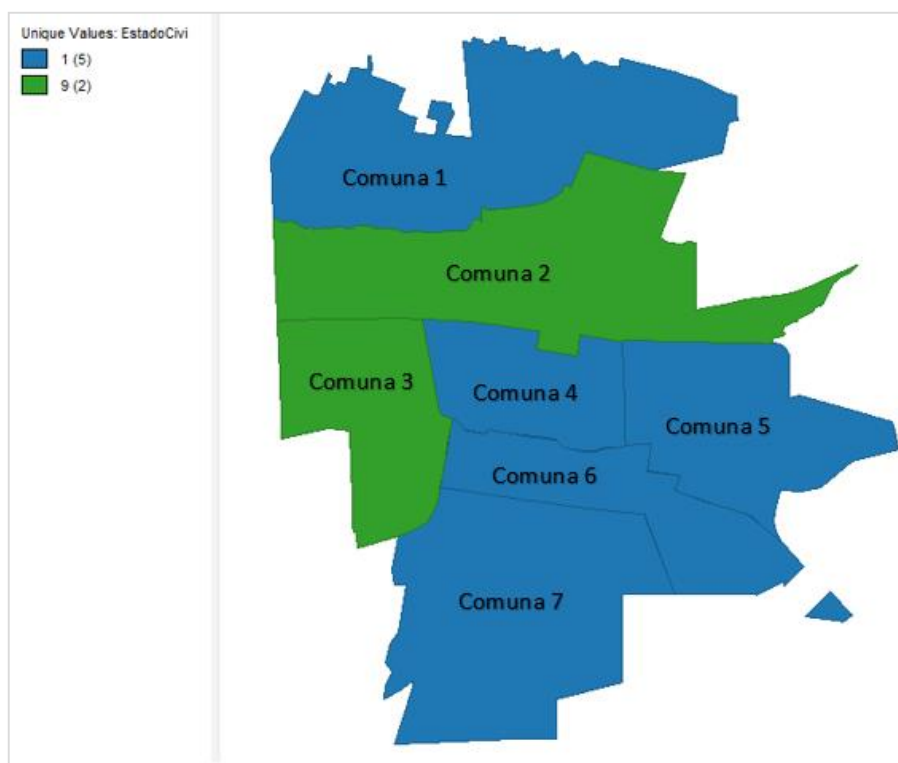 Unique Values: EstadoCivi
1 (5)
9 (2)
Comuna 1
Comuna 2
Comuna 3
Comuna 4
Comuna 5
Comuna 6
Comuna 7